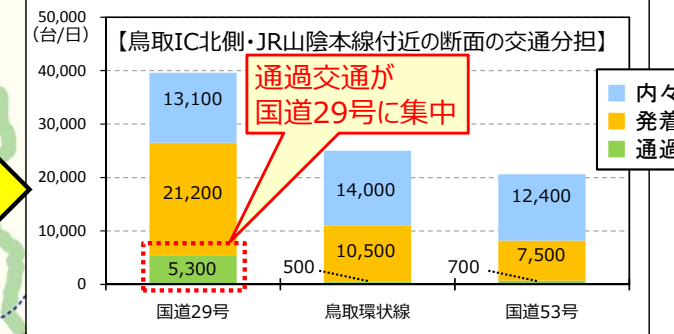 50,000
(台/日)
【鳥取IC北側・JR山陰本線付近の断面の交通分担】
40,000
30,000
20,000
10,000
0
通過交通が
国道29号に集中
13,100
21,200
5,300
14,000
10,500
500
12,400
7,500
700
国道29号
鳥取環状線
国道53号
内々
発着
通過